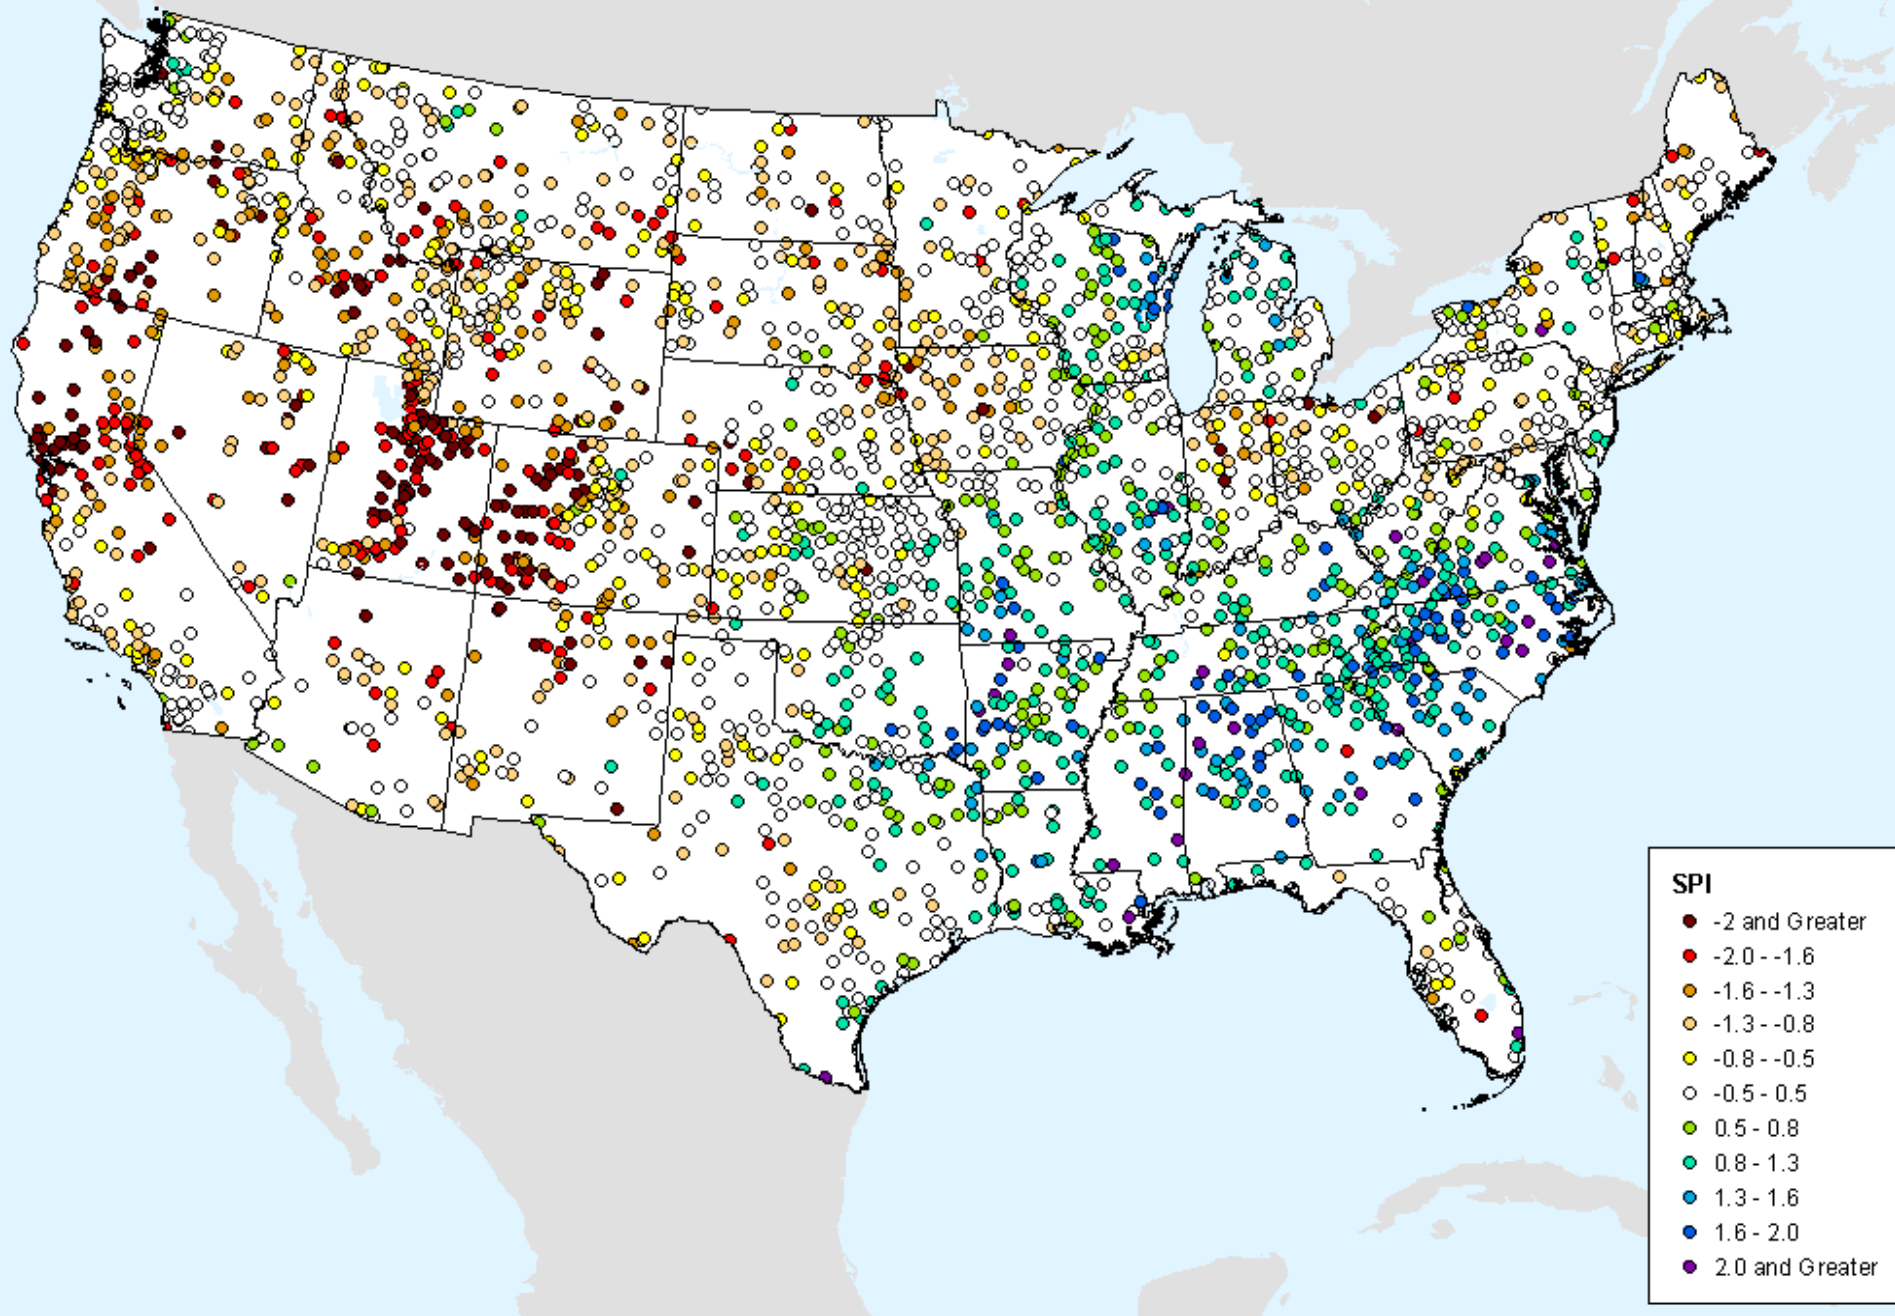 SPI
-2 and Greater
-2.0 - -1.6
-1.6 - -1.3
-1.3 - -0.8
-0.8 - -0.5
-0.5 - 0.5
0.5 - 0.8
0.8 - 1.3
1.3 - 1.6
1.6 - 2.0
2.0 and Greater